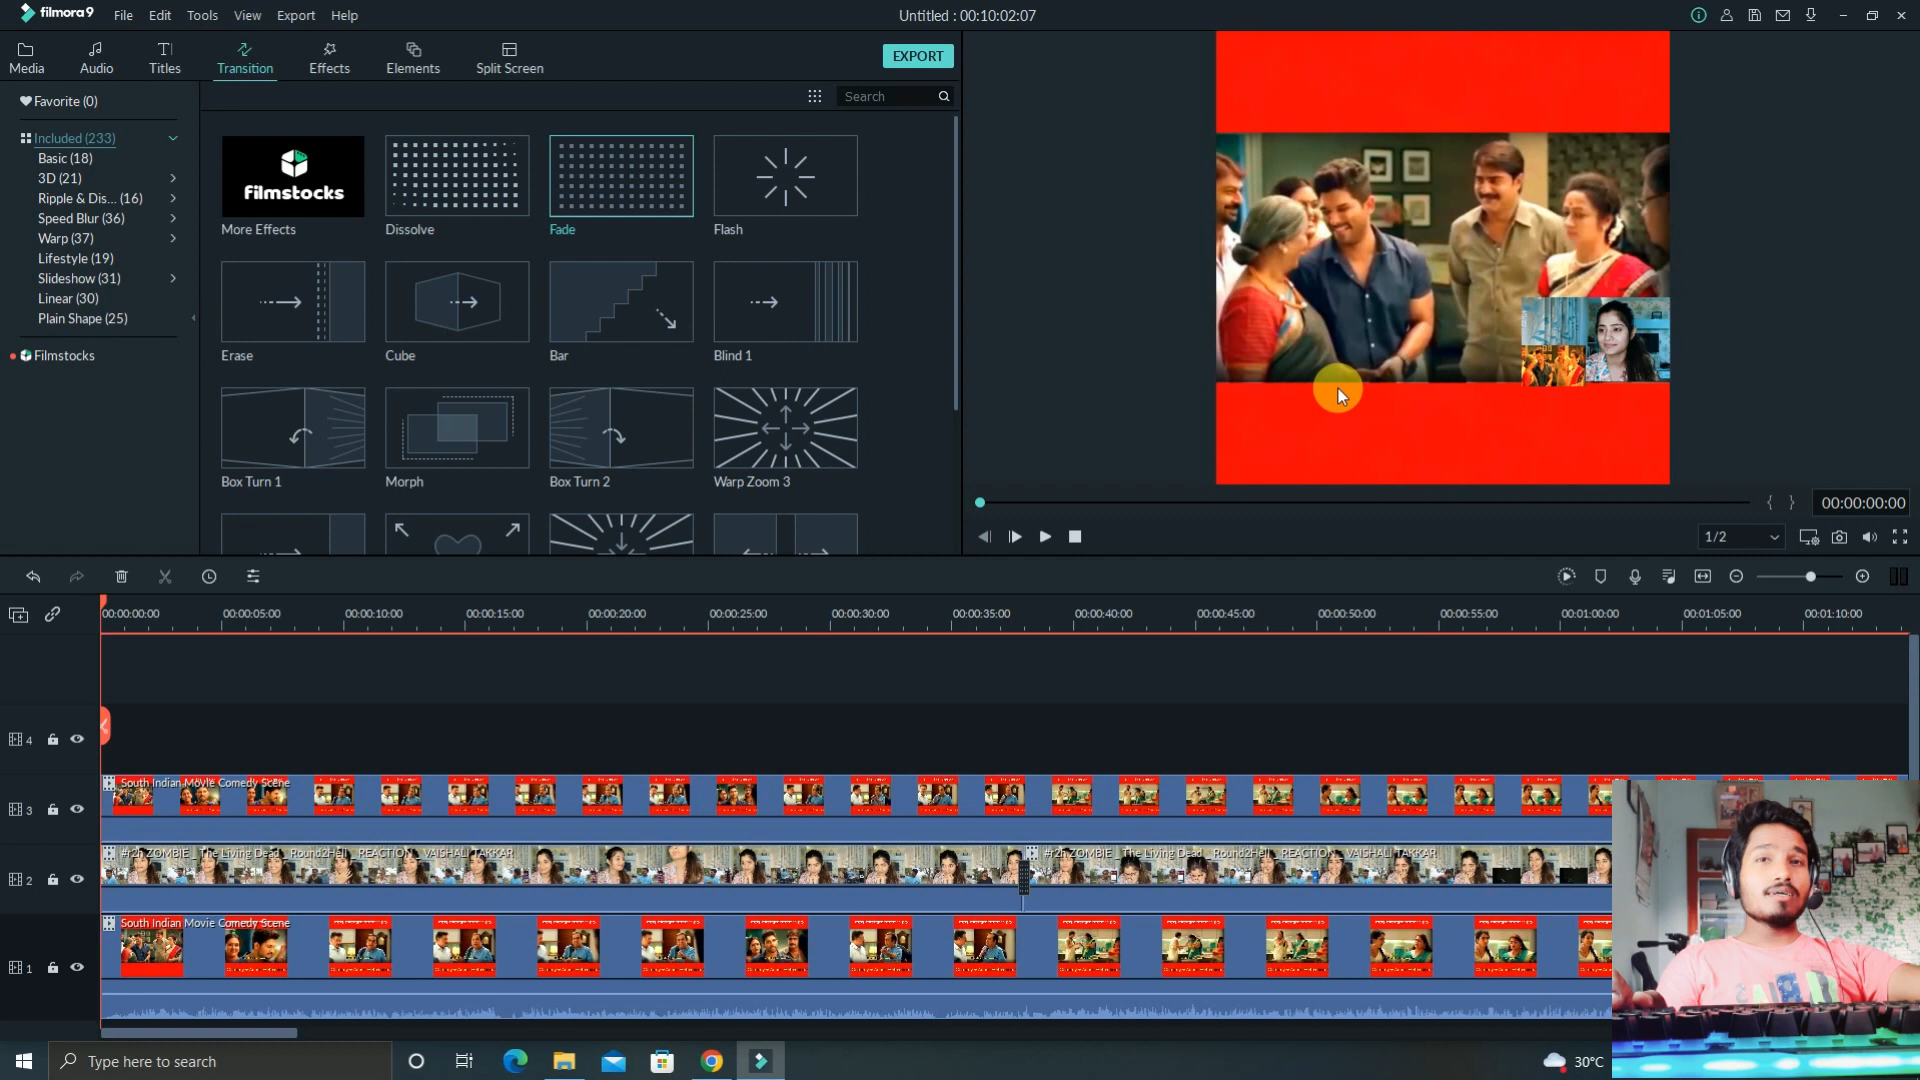 filmora9
File Edit Tools View Export Help
Untitled : 00:10:02:07
Media
Audio
Titles
Transition
Effects
Elements
Split Screen
EXPORT
Favorite (0)
Search
Included (233)
Basic (18)
3D (21)
Ripple & Dis... (16)
Speed Blur (36)
Warp (37)
Lifestyle (19)
Slideshow (31)
Linear (30)
Plain Shape (25)
Filmstocks
filmstocks
More Effects
Dissolve
Fade
Flash
Erase
Cube
Bar
Blind 1
Box Turn 1
Morph
Box Turn 2
Warp Zoom 3
00:00:00:00
1/2
00:00:00:00 00:00:05:00 00:00:10:00 00:00:15:00 00:00:20:00 00:00:25:00 00:00:30:00 00:00:35:00 00:00:40:00 00:00:45:00 00:00:50:00 00:00:55:00 00:01:00:00 00:01:05:00 00:01:10:00
4
South Indian Movie Comedy Scene
3
#r2h ZOMBIE _ The Living Dead _ Round2Hell _ REACTION _ VAISHALI TAKKAR
#r2h ZOMBIE _ The Living Dead _ Round2Hell _ REACTION _ VAISHALI TAKKAR
2
South Indian Movie Comedy Scene
1
Type here to search
30°C